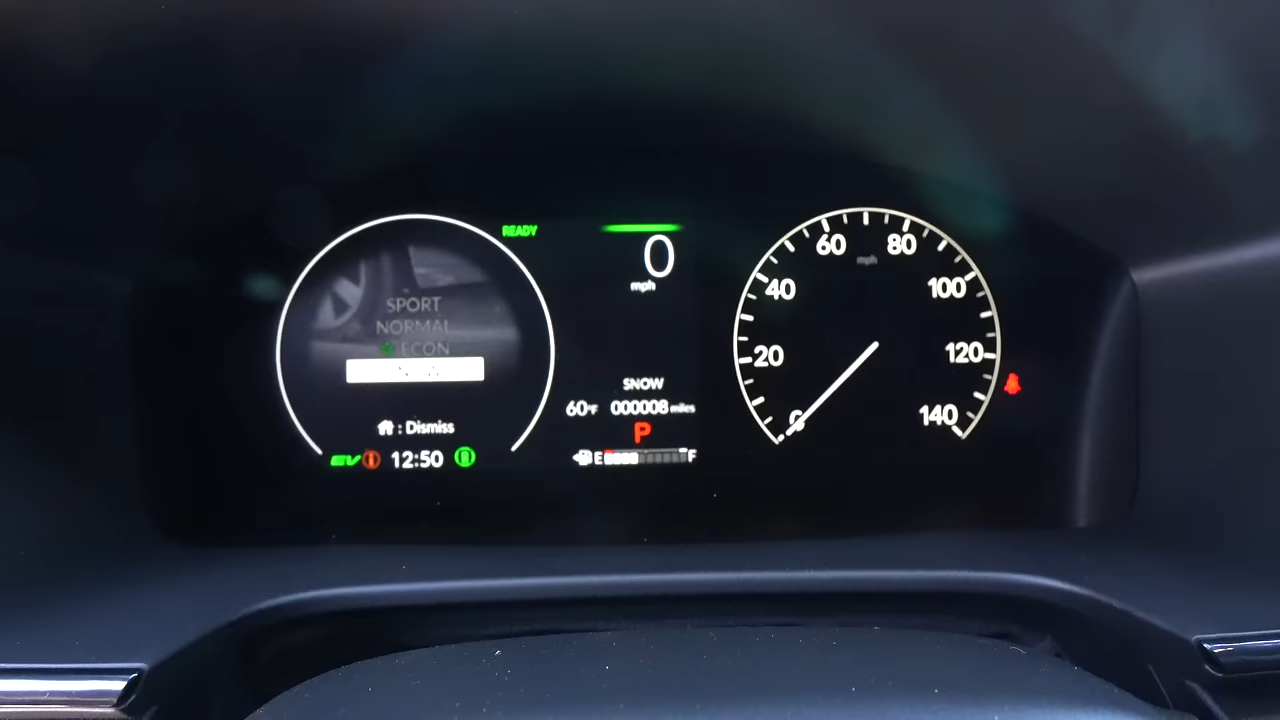 READY
0
mph
SPORT
NORMAL
ECON
: Dismiss
EV
12:50
SNOW
60°F 000008 miles
P
E F
60 80
mph
40 100
20 120
0 140